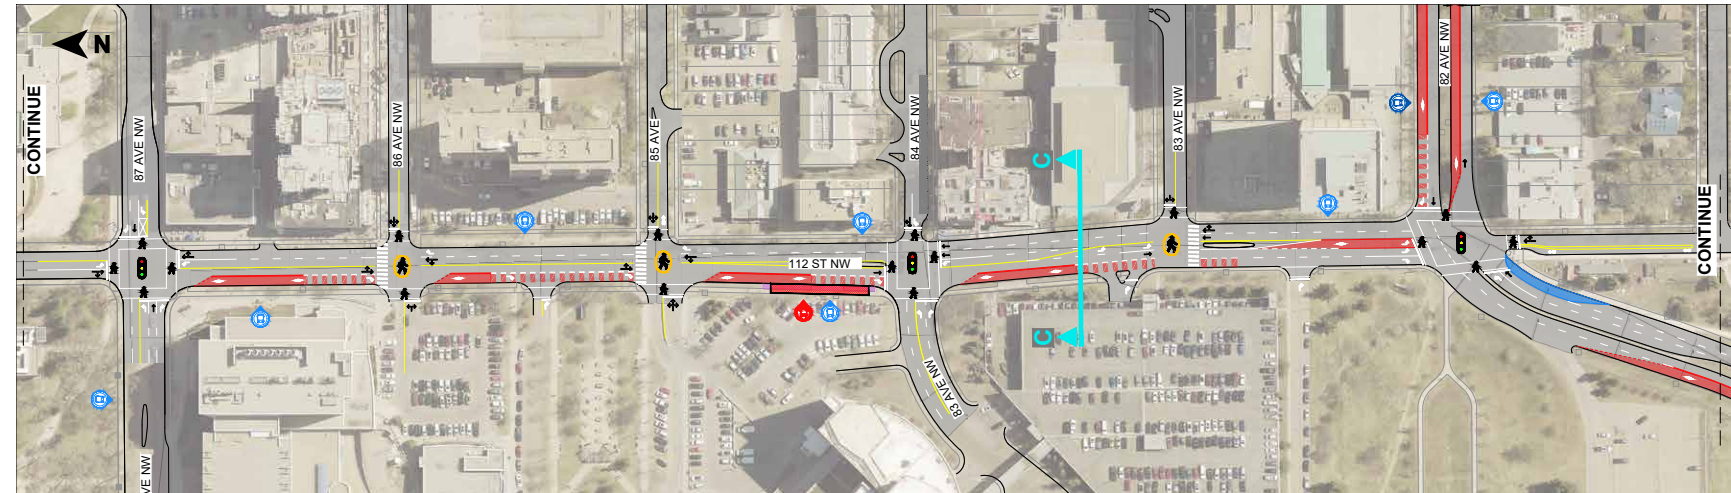 N
CONTINUE
87 AVE NW
86 AVE NW
85 AVE
84 AVE NW
83 AVE NW
82 AVE NW
C
112 ST NW
C
83 AVE NW
CONTINUE
VE NW